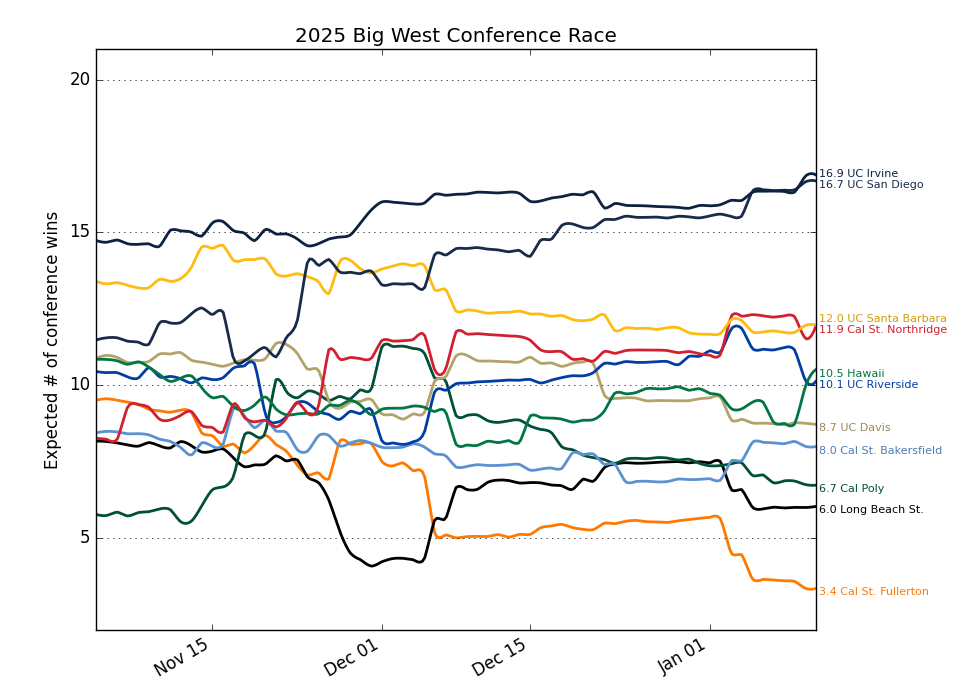 2025 Big West Conference Race
Expected # of conference wins
20
15
10
5
Nov 15
Dec 01
Dec 15
Jan 01
16.9 UC Irvine
16.7 UC San Diego
12.0 UC Santa Barbara
11.9 Cal St. Northridge
10.5 Hawaii
10.1 UC Riverside
8.7 UC Davis
8.0 Cal St. Bakersfield
6.7 Cal Poly
6.0 Long Beach St.
3.4 Cal St. Fullerton